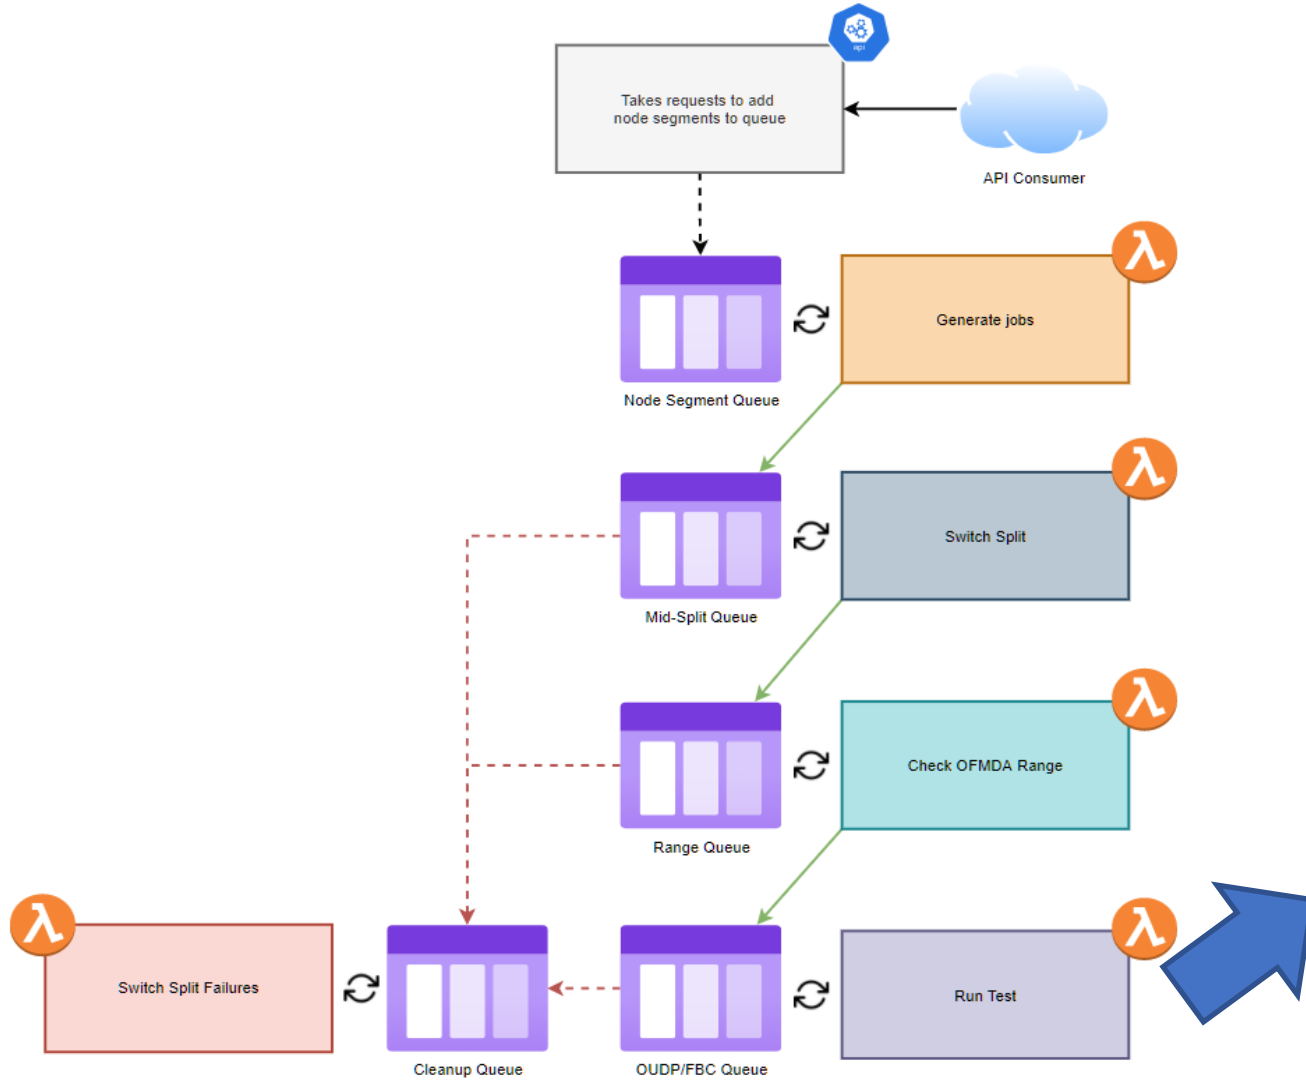 api
Takes requests to add
node segments to queue
API Consumer
Generate jobs
Node Segment Queue
Switch Split
Mid-Split Queue
Check OFMDA Range
Range Queue
Switch Split Failures
Run Test
Cleanup Queue
OUDP/FBC Queue